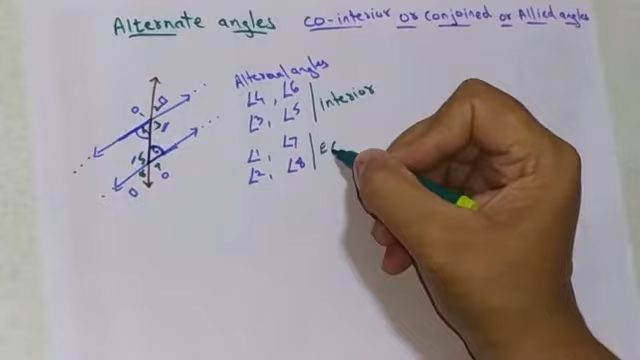 Alternate angles co-interior or Conjoined or Allied angles
Alternal angles
∠4, ∠6
∠3, ∠5
Interior
∠1, ∠7
∠2, ∠8